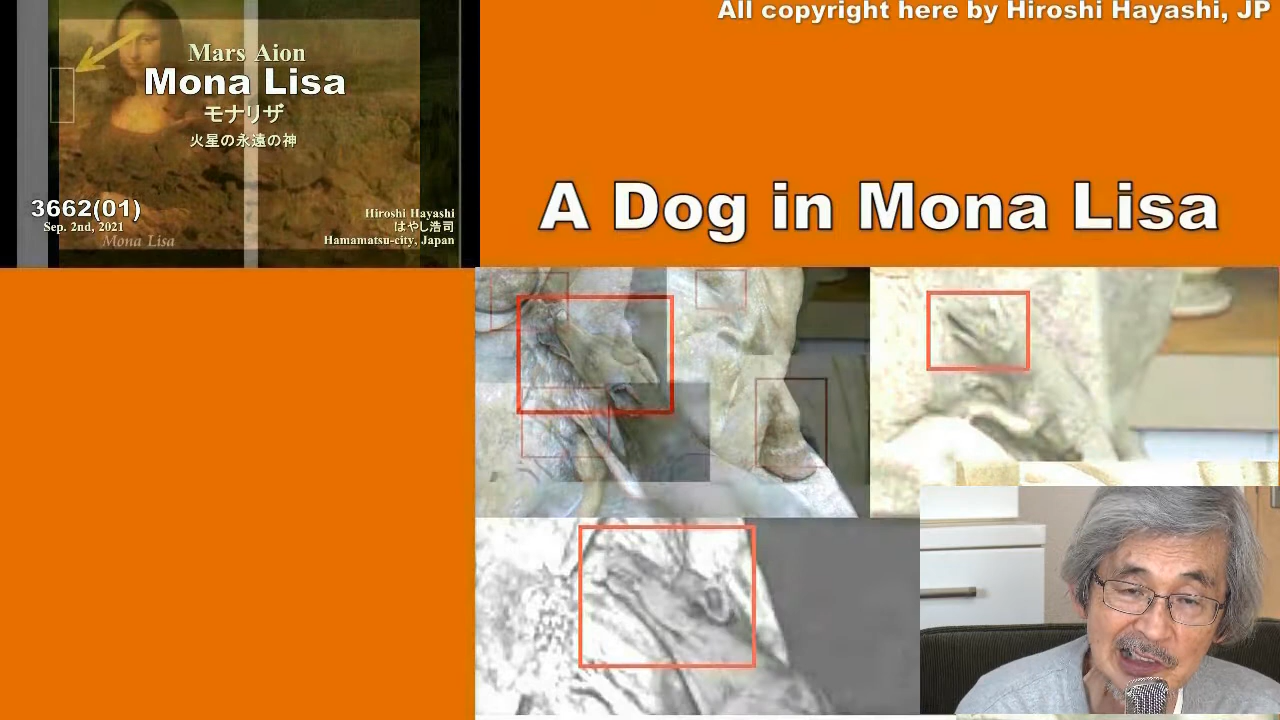 All copyright here by Hiroshi Hayashi, JP
Mars Aion
Mona Lisa
モナリザ
火星の永遠の神
3662(01)
Sep. 2nd, 2021
Mona Lisa
Hiroshi Hayashi
はやし浩司
Hamamatsu-city, Japan
A Dog in Mona Lisa